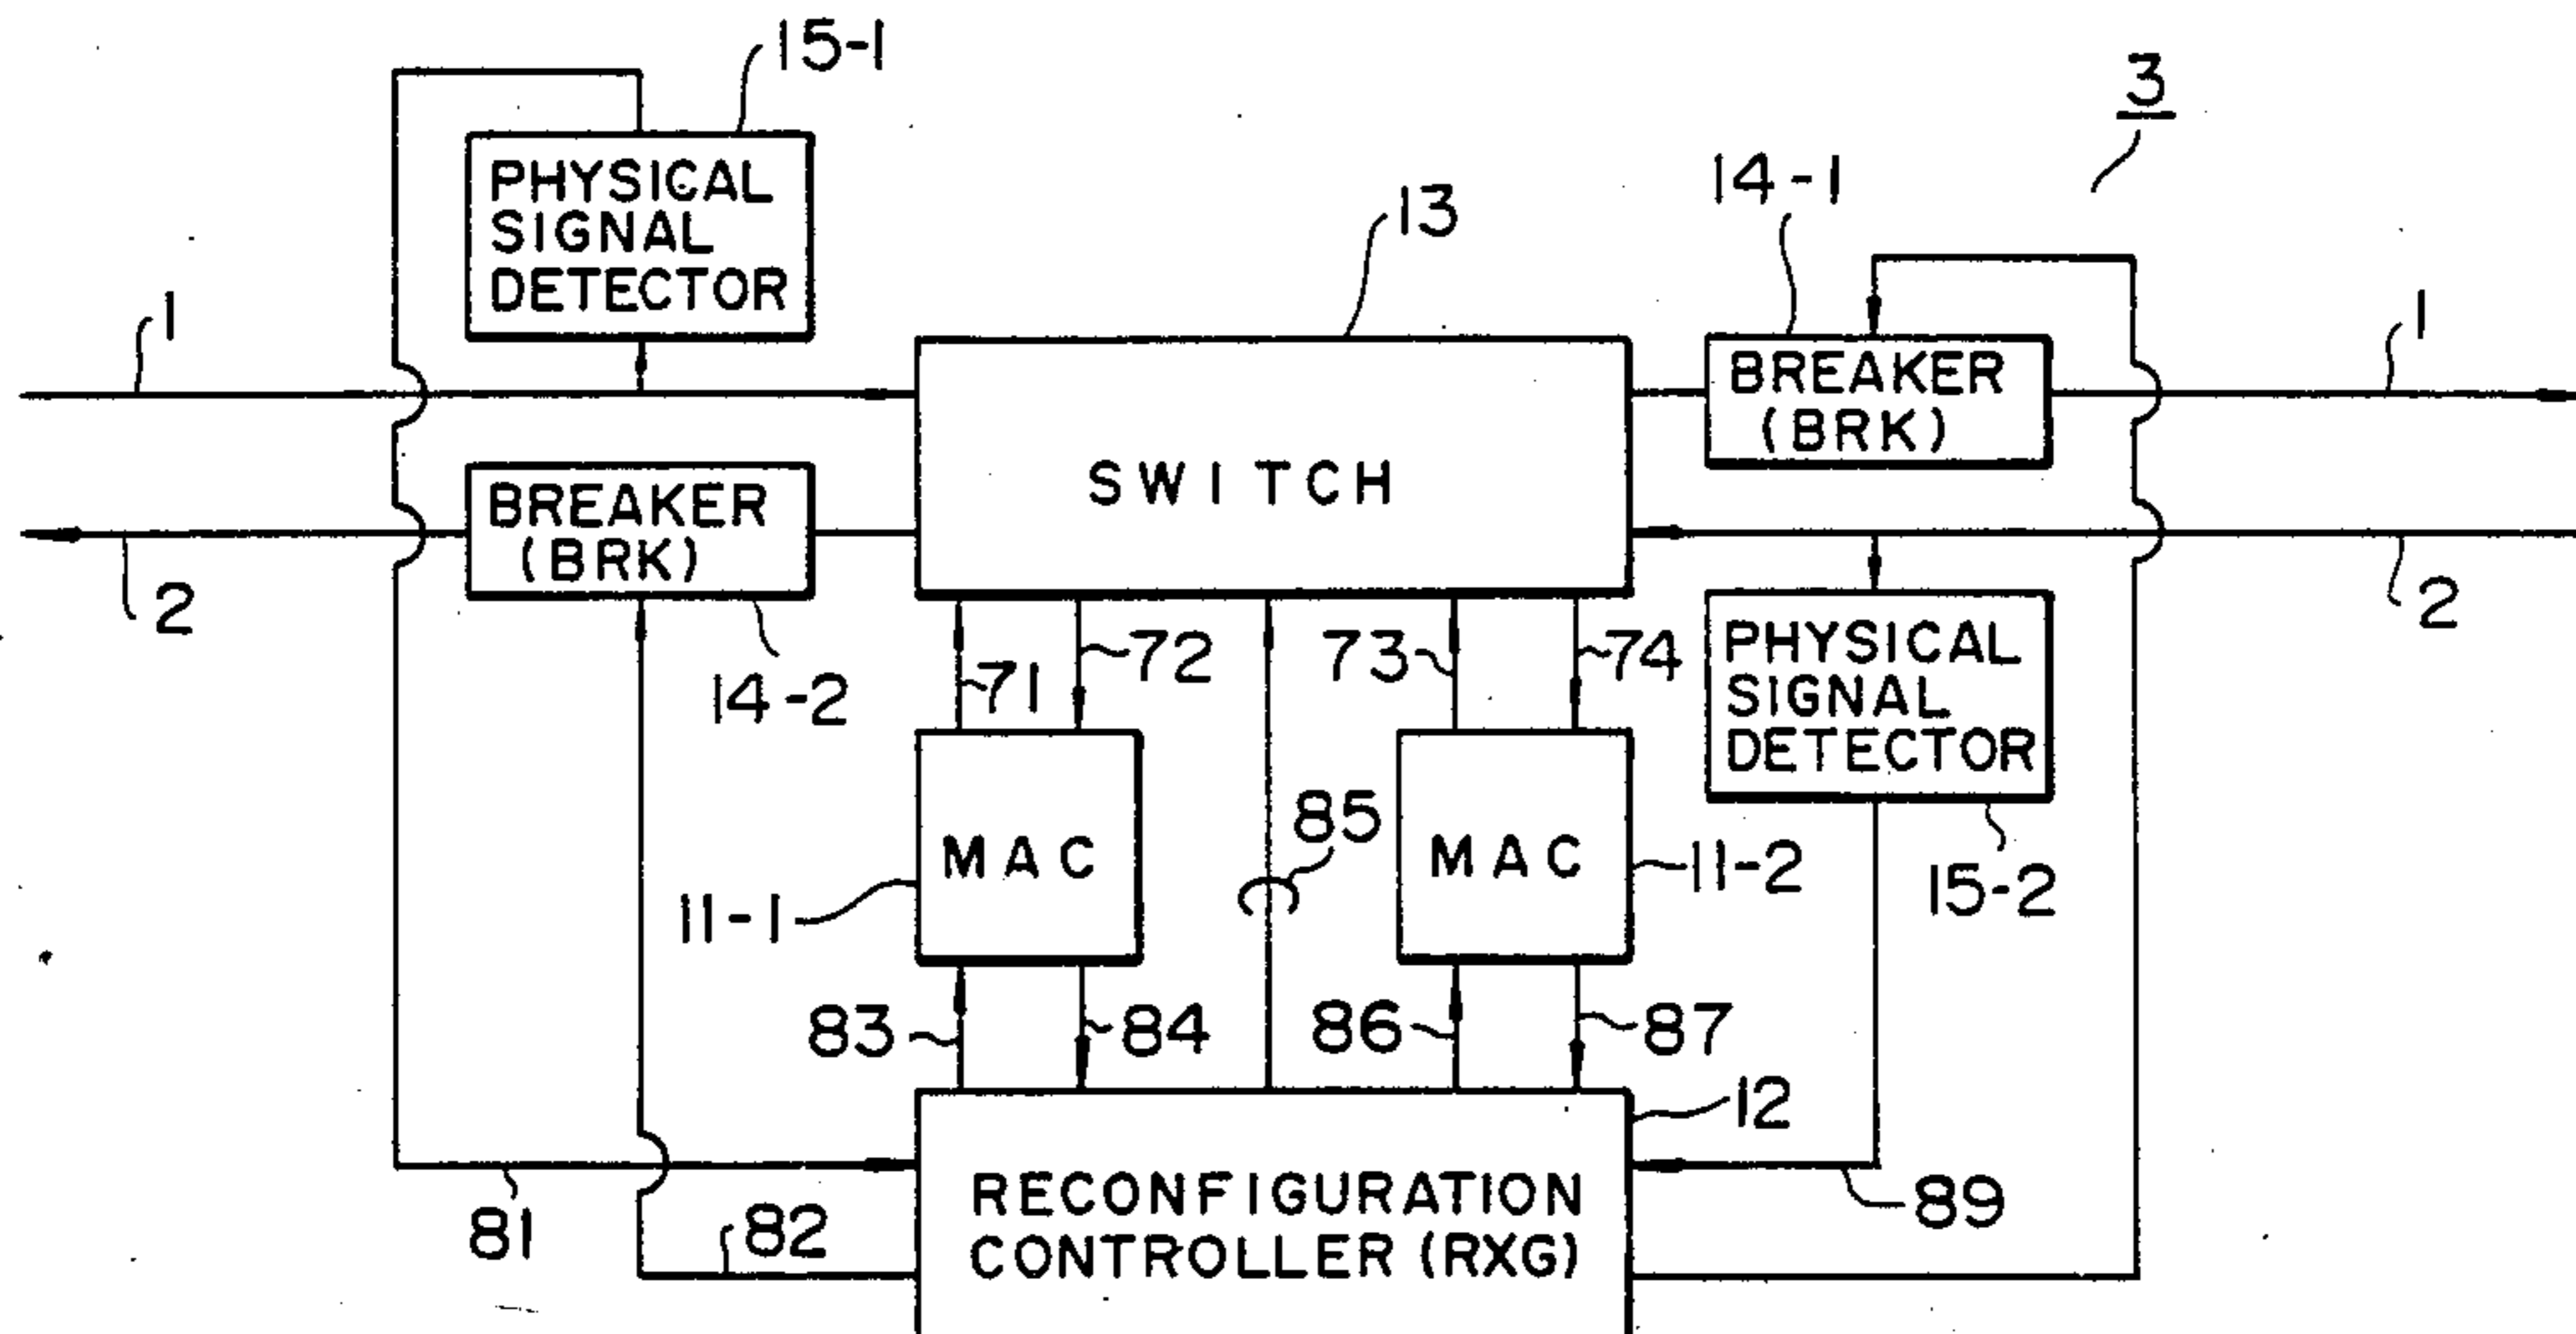 15-1
3
PHYSICAL
SIGNAL
DETECTOR
14-1
13
1
1
BREAKER
(BRK)
SWITCH
BREAKER
(BRK)
2
2
PHYSICAL
SIGNAL
DETECTOR
14-2
71
72
73
74
85
MAC
MAC
11-1
11-2
15-2
83
84
86
87
12
81
82
89
RECONFIGURATION
CONTROLLER (RXG)